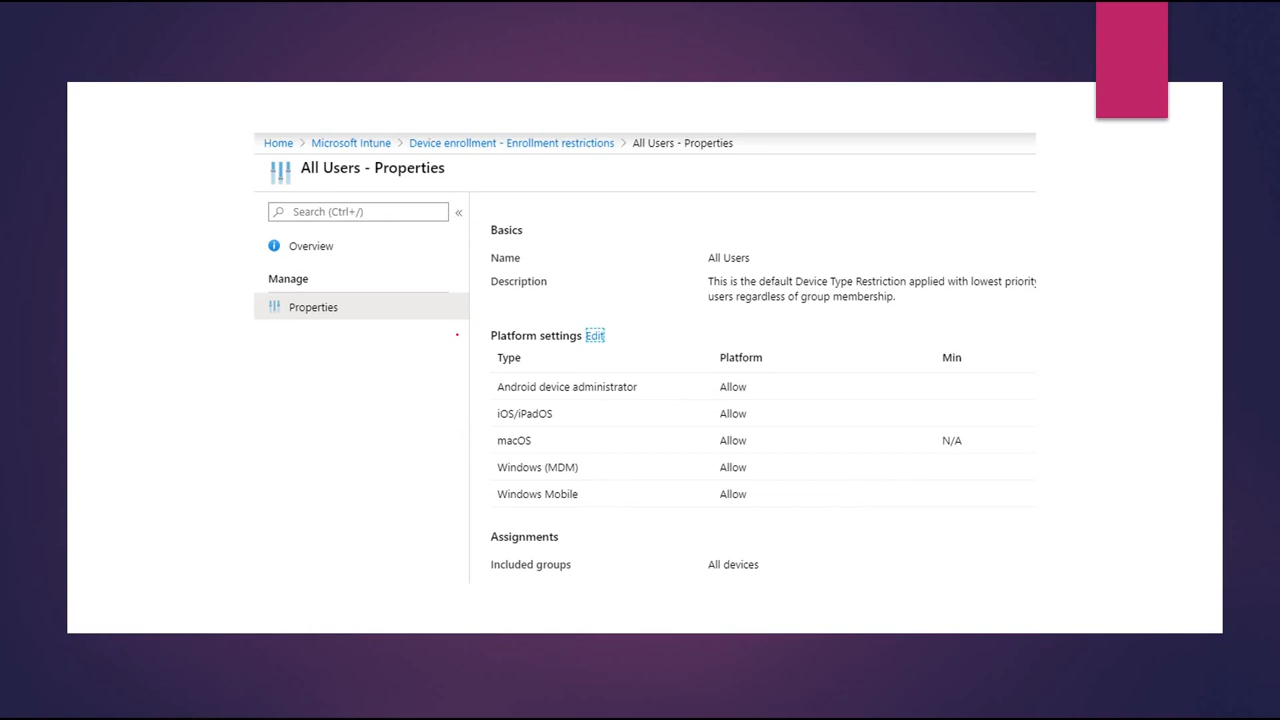 Home > Microsoft Intune > Device enrollment - Enrollment restrictions > All Users - Properties
All Users - Properties
Search (Ctrl+/)
«
Overview
Manage
Properties
Basics
Name All Users
Description This is the default Device Type Restriction applied with lowest priority
users regardless of group membership.
Platform settings Edit
Type Platform Min
Android device administrator Allow
iOS/iPadOS Allow
macOS Allow N/A
Windows (MDM) Allow
Windows Mobile Allow
Assignments
Included groups All devices